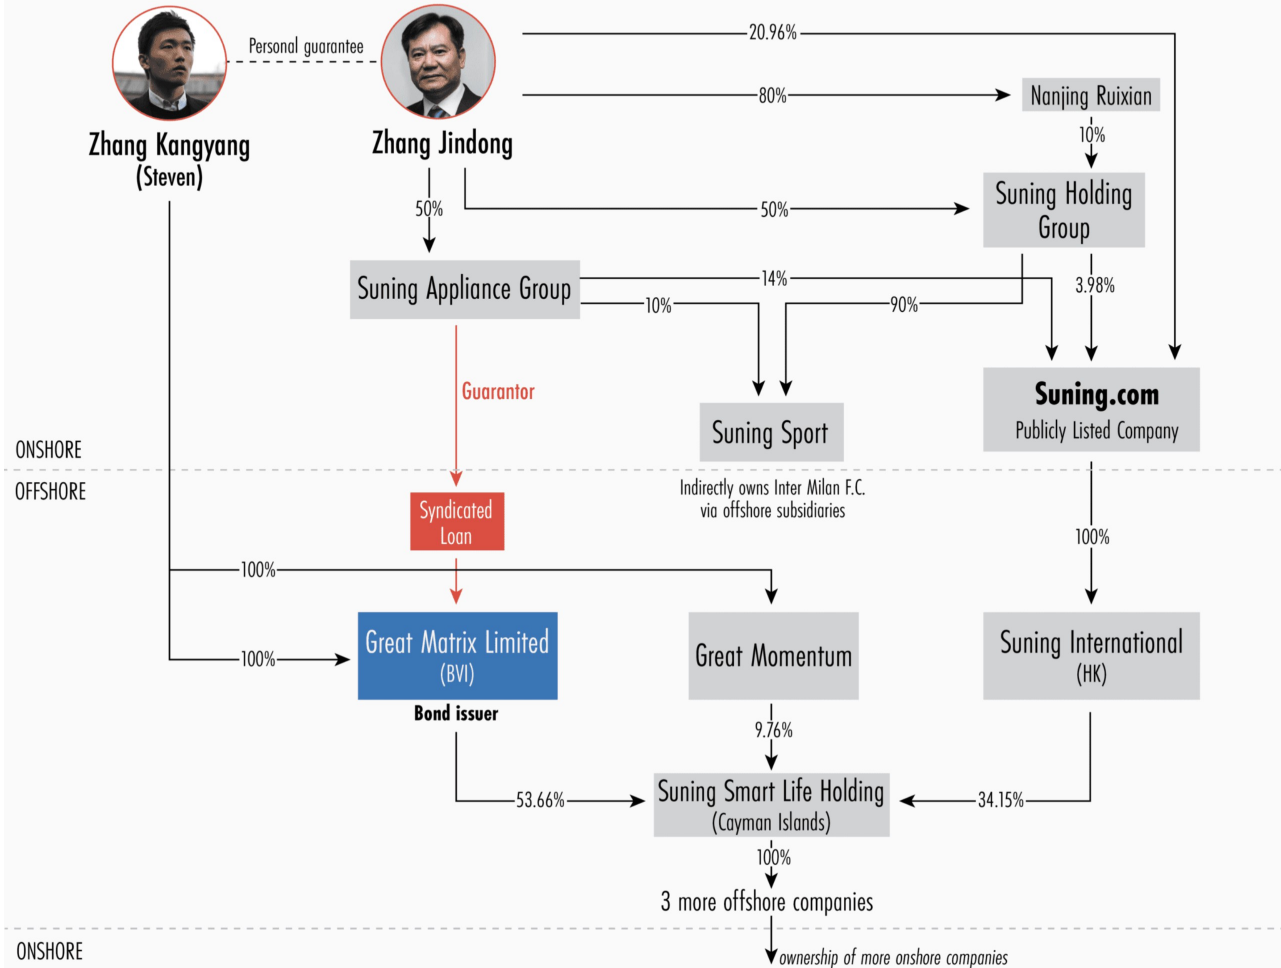 20.96%
Personal guarantee
80%
Nanjing Ruixian
Zhang Kangyang
(Steven)
Zhang Jindong
10%
50%
50%
Suning Holding
Group
Suning Appliance Group
14%
3.98%
10%
90%
Guarantor
Suning.com
Publicly Listed Company
Suning Sport
ONSHORE
OFFSHORE
Indirectly owns Inter Milan F.C.
via offshore subsidiaries
Syndicated
Loan
100%
100%
Great Matrix Limited
(BVI)
Great Momentum
Suning International
(HK)
100%
Bond issuer
9.76%
Suning Smart Life Holding
(Cayman Islands)
53.66%
34.15%
100%
3 more offshore companies
ONSHORE
ownership of more onshore companies